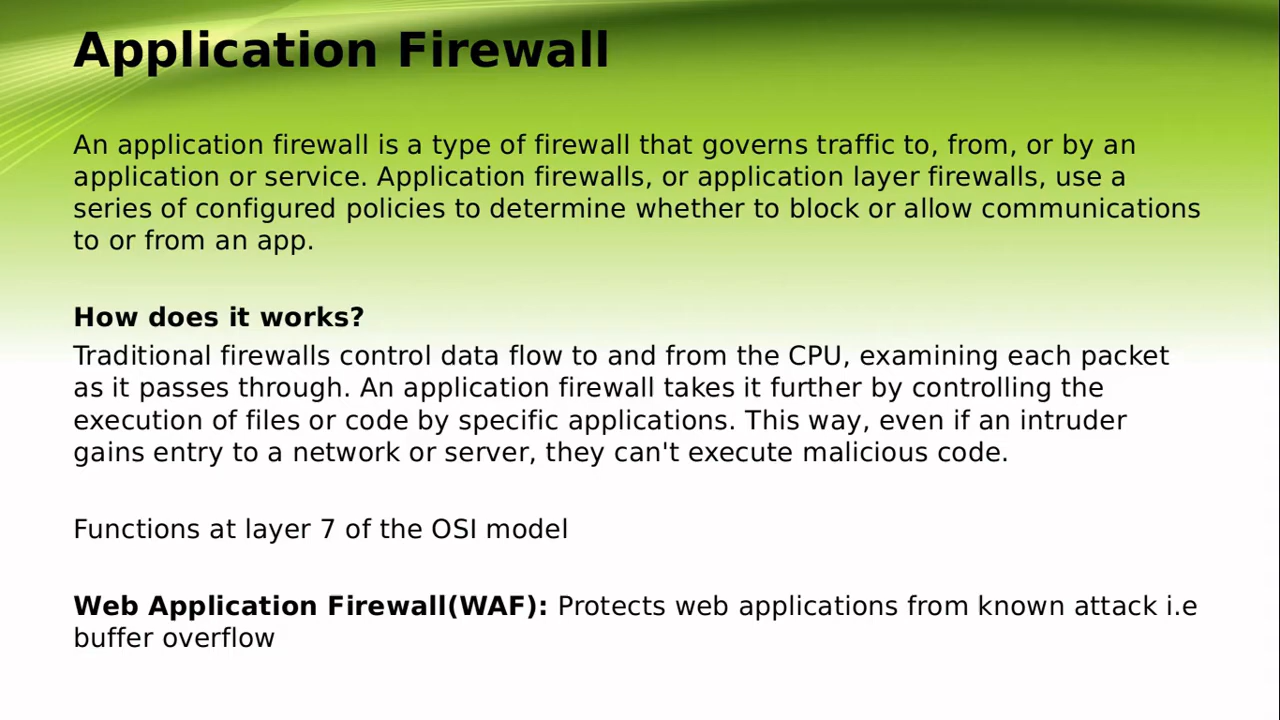 Application Firewall
An application firewall is a type of firewall that governs traffic to, from, or by an
application or service. Application firewalls, or application layer firewalls, use a
series of configured policies to determine whether to block or allow communications
to or from an app.
How does it works?
Traditional firewalls control data flow to and from the CPU, examining each packet
as it passes through. An application firewall takes it further by controlling the
execution of files or code by specific applications. This way, even if an intruder
gains entry to a network or server, they can't execute malicious code.
Functions at layer 7 of the OSI model
Web Application Firewall(WAF): Protects web applications from known attack i.e
buffer overflow